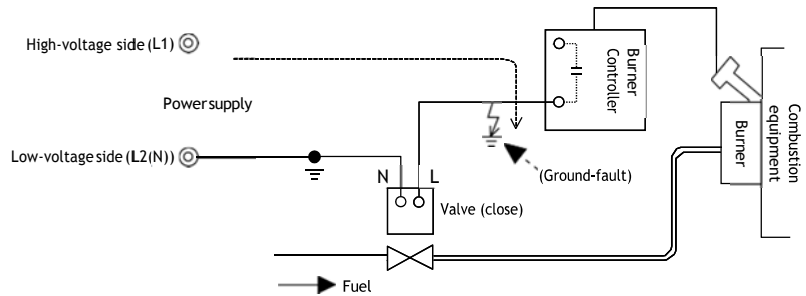 High-voltage side (L1)
Power supply
Low-voltage side (L2(N))
N L
Valve (close)
Fuel
(Ground-fault)
Burner
Controller
Burner
Combustion
equipment